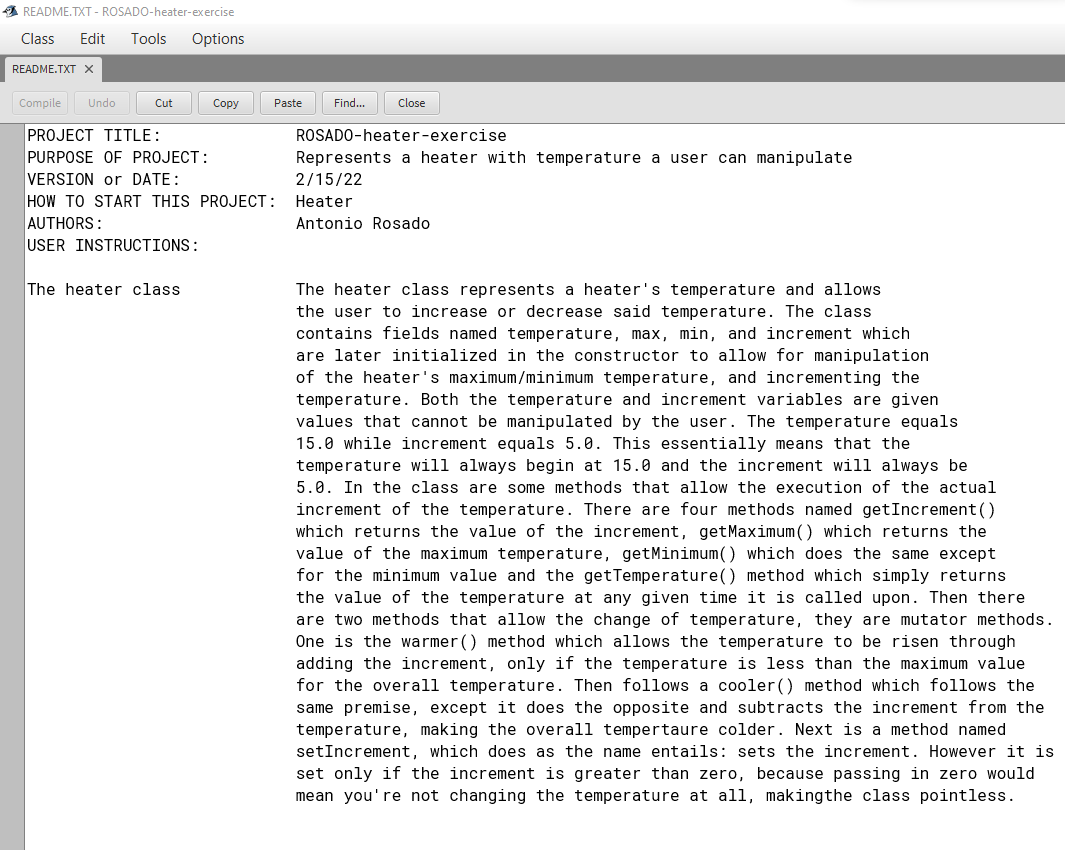 README.TXT - ROSADO-heater-exercise
Class Edit Tools Options
README.TXT ✕
Compile Undo Cut Copy Paste Find... Close
PROJECT TITLE: ROSADO-heater-exercise
PURPOSE OF PROJECT: Represents a heater with temperature a user can manipulate
VERSION or DATE: 2/15/22
HOW TO START THIS PROJECT: Heater
AUTHORS: Antonio Rosado
USER INSTRUCTIONS:
The heater class The heater class represents a heater's temperature and allows
the user to increase or decrease said temperature. The class
contains fields named temperature, max, min, and increment which
are later initialized in the constructor to allow for manipulation
of the heater's maximum/minimum temperature, and incrementing the
temperature. Both the temperature and increment variables are given
values that cannot be manipulated by the user. The temperature equals
15.0 while increment equals 5.0. This essentially means that the
temperature will always begin at 15.0 and the increment will always be
5.0. In the class are some methods that allow the execution of the actual
increment of the temperature. There are four methods named getIncrement()
which returns the value of the increment, getMaximum() which returns the
value of the maximum temperature, getMinimum() which does the same except
for the minimum value and the getTemperature() method which simply returns
the value of the temperature at any given time it is called upon. Then there
are two methods that allow the change of temperature, they are mutator methods.
One is the warmer() method which allows the temperature to be risen through
adding the increment, only if the temperature is less than the maximum value
for the overall temperature. Then follows a cooler() method which follows the
same premise, except it does the opposite and subtracts the increment from the
temperature, making the overall tempertaure colder. Next is a method named
setIncrement, which does as the name entails: sets the increment. However it is
set only if the increment is greater than zero, because passing in zero would
mean you're not changing the temperature at all, makingthe class pointless.